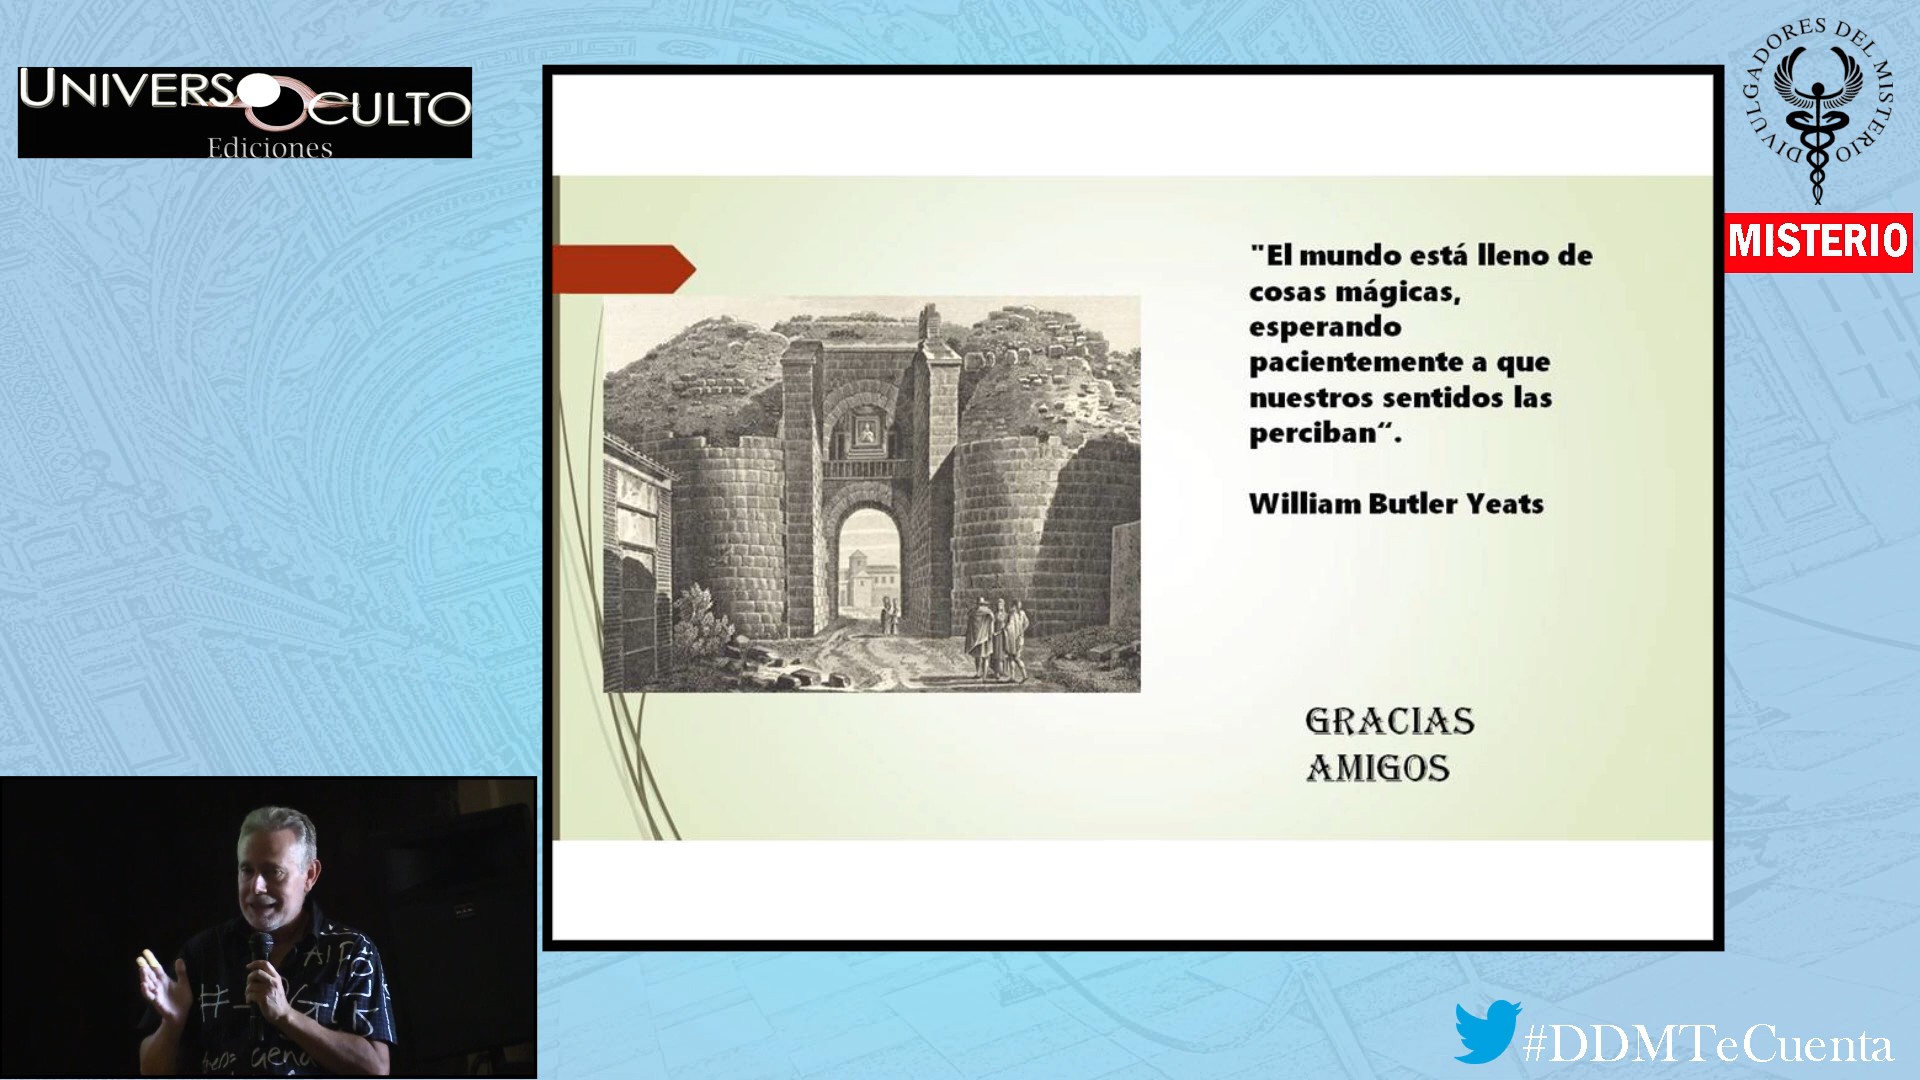 UNIVERSO OCULTO
Ediciones
DIVULGADORES DEL MISTERIO
MISTERIO
"El mundo está lleno de
cosas mágicas,
esperando
pacientemente a que
nuestros sentidos las
perciban“.
William Butler Yeats
GRACIAS
AMIGOS
#DDMTeCuenta